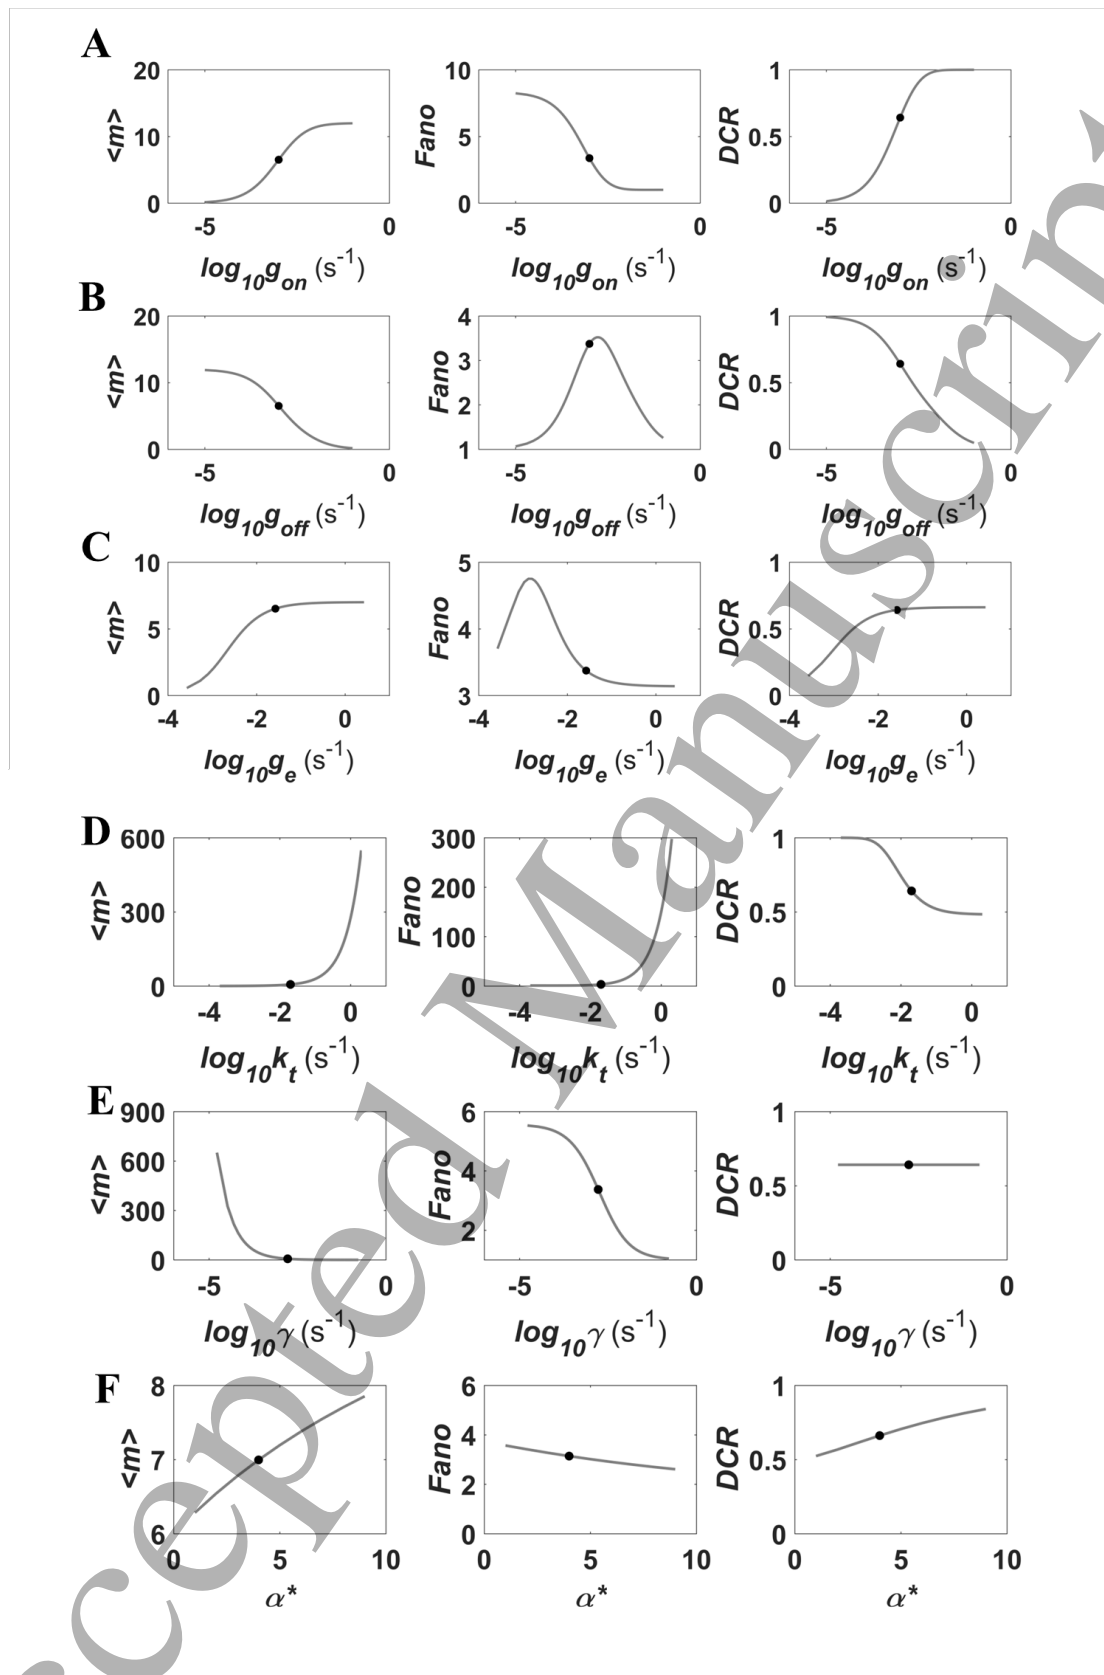 A
20
10
0
<m>
-5 0
log10gon (s-1)
10
5
0
Fano
-5 0
log10gon (s-1)
1
0.5
0
DCR
-5 0
log10gon (s-1)
B
20
10
0
<m>
-5 0
log10goff (s-1)
4
3
2
1
Fano
-5 0
log10goff (s-1)
1
0.5
0
DCR
-5 0
log10goff (s-1)
C
10
5
0
<m>
-4 -2 0
log10ge (s-1)
5
4
3
Fano
-4 -2 0
log10ge (s-1)
1
0.5
0
DCR
-4 -2 0
log10ge (s-1)
D
600
300
0
<m>
-4 -2 0
log10kt (s-1)
300
200
100
0
Fano
-4 -2 0
log10kt (s-1)
1
0.5
0
DCR
-4 -2 0
log10kt (s-1)
E
900
600
300
0
<m>
-5 0
log10γ (s-1)
6
4
2
Fano
-5 0
log10γ (s-1)
1
0.5
0
DCR
-5 0
log10γ (s-1)
F
8
7
6
<m>
0 5 10
α*
6
4
2
0
Fano
0 5 10
α*
1
0.5
0
DCR
0 5 10
α*
Accepted Manuscript